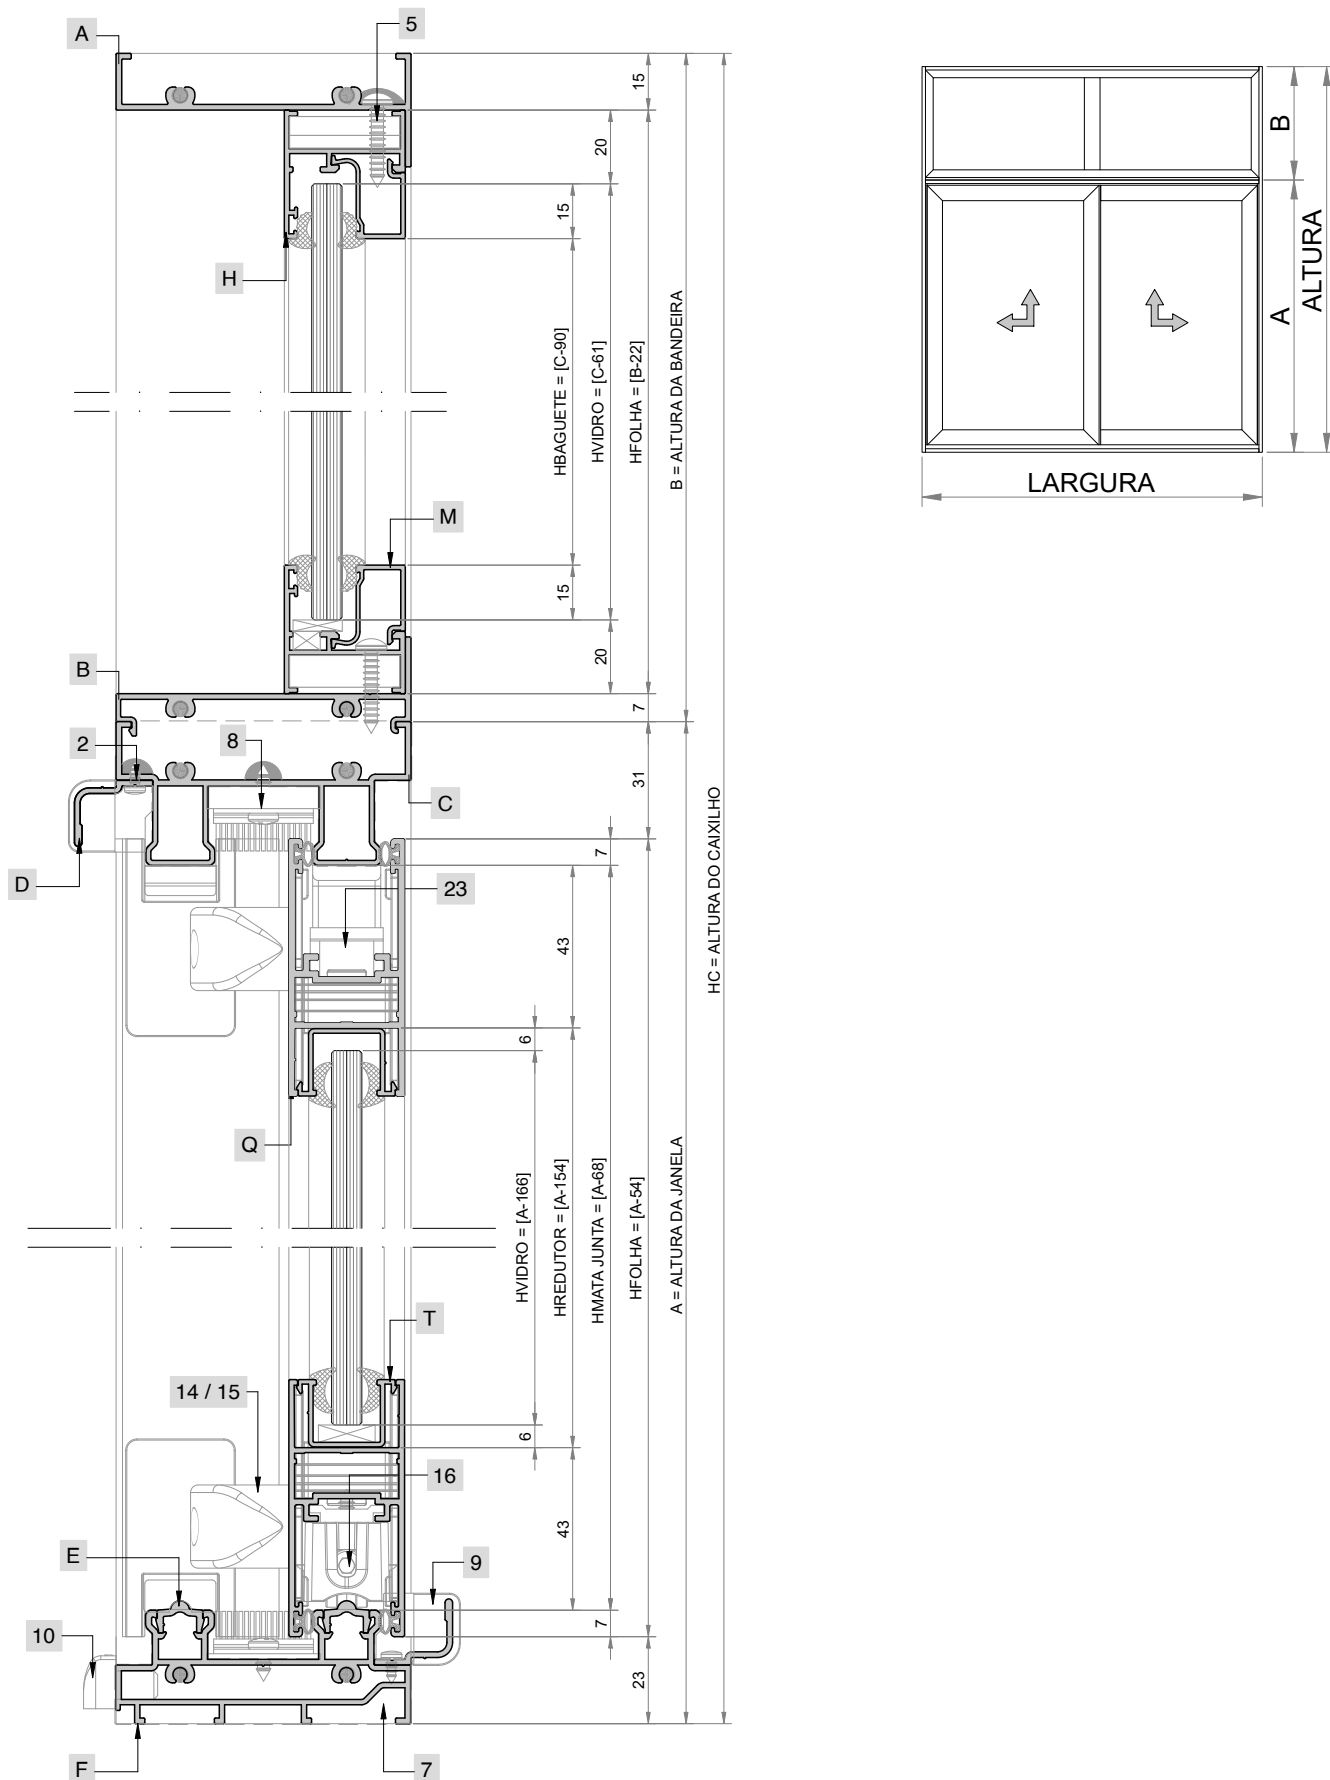 A
5
15
20
15
H
HBAGUETE = [C-90]
HVIDRO = [C-61]
HFOLHA = [B-22]
B = ALTURA DA BANDEIRA
M
15
20
B
7
2
8
31
C
D
7
23
43
HC = ALTURA DO CAIXILHO
6
Q
HVIDRO = [A-166]
HREDUTOR = [A-154]
HMATA JUNTA = [A-68]
HFOLHA = [A-54]
A = ALTURA DA JANELA
T
14 / 15
6
16
43
E
9
10
7
23
F
7
B
A
ALTURA
LARGURA